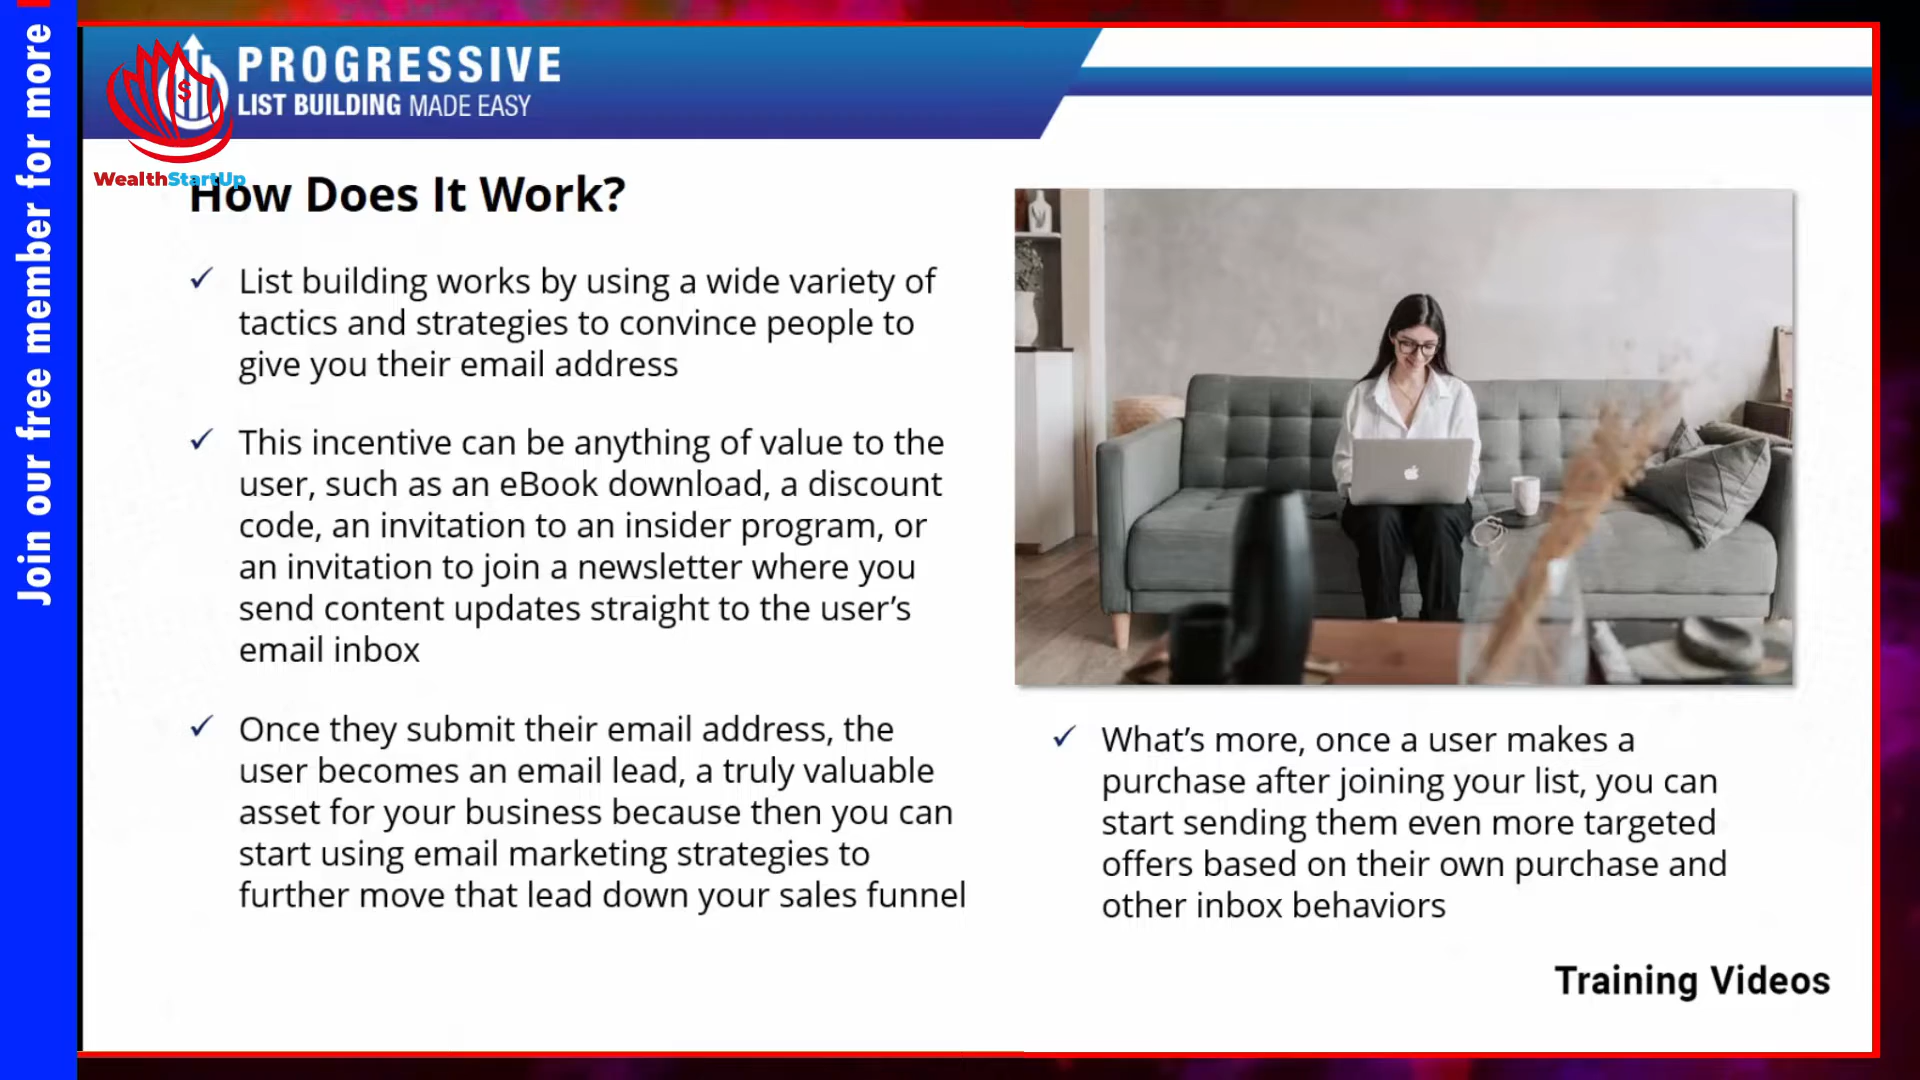 Join our free member for more
PROGRESSIVE
LIST BUILDING MADE EASY
$
WealthStartUp
How Does It Work?
✓ List building works by using a wide variety of
tactics and strategies to convince people to
give you their email address
✓ This incentive can be anything of value to the
user, such as an eBook download, a discount
code, an invitation to an insider program, or
an invitation to join a newsletter where you
send content updates straight to the user’s
email inbox
✓ Once they submit their email address, the
user becomes an email lead, a truly valuable
asset for your business because then you can
start using email marketing strategies to
further move that lead down your sales funnel
✓ What’s more, once a user makes a
purchase after joining your list, you can
start sending them even more targeted
offers based on their own purchase and
other inbox behaviors
Training Videos